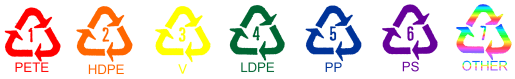 1 2 3 4 5 6 7
PETE HDPE V LDPE PP PS OTHER